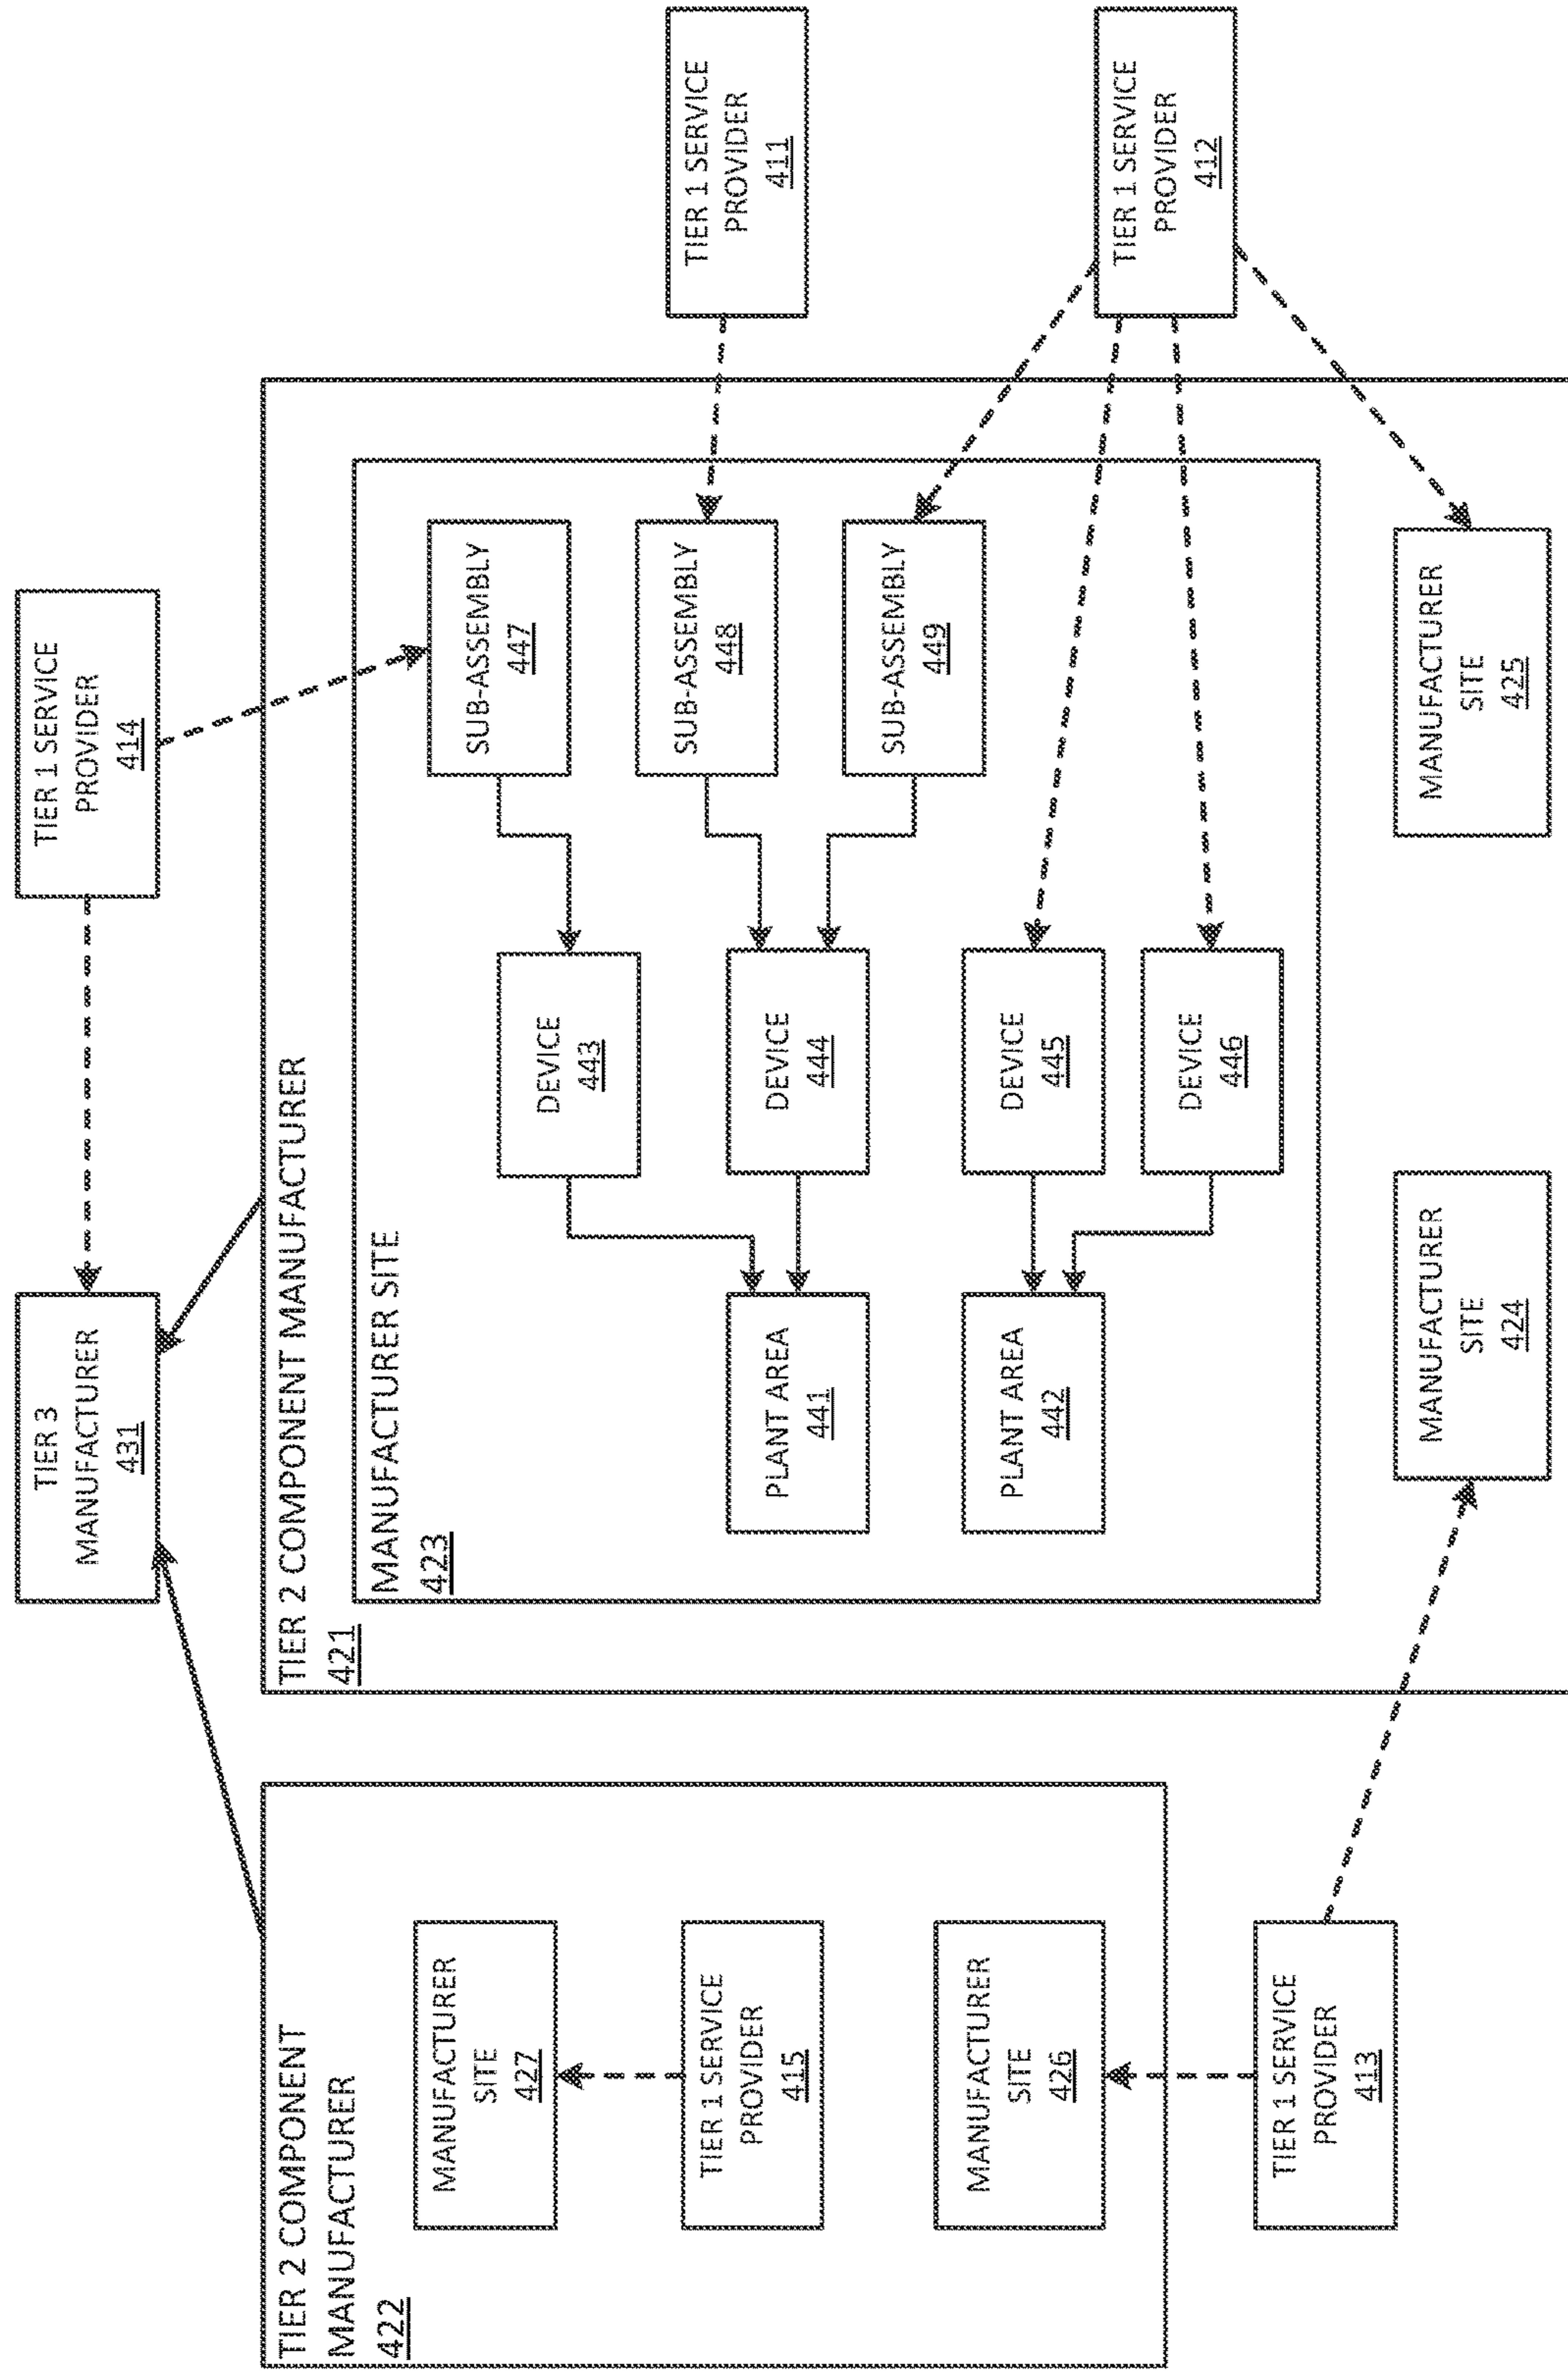 TIER 3
MANUFACTURER
431
TIER 1 SERVICE
PROVIDER
414
TIER 2 COMPONENT
MANUFACTURER
422
MANUFACTURER
SITE
427
TIER 1 SERVICE
PROVIDER
415
MANUFACTURER
SITE
426
TIER 1 SERVICE
PROVIDER
413
TIER 2 COMPONENT MANUFACTURER
421
MANUFACTURER SITE
423
PLANT AREA
441
PLANT AREA
442
DEVICE
443
DEVICE
444
DEVICE
445
DEVICE
446
SUB-ASSEMBLY
447
SUB-ASSEMBLY
448
SUB-ASSEMBLY
449
MANUFACTURER
SITE
424
MANUFACTURER
SITE
425
TIER 1 SERVICE
PROVIDER
411
TIER 1 SERVICE
PROVIDER
412